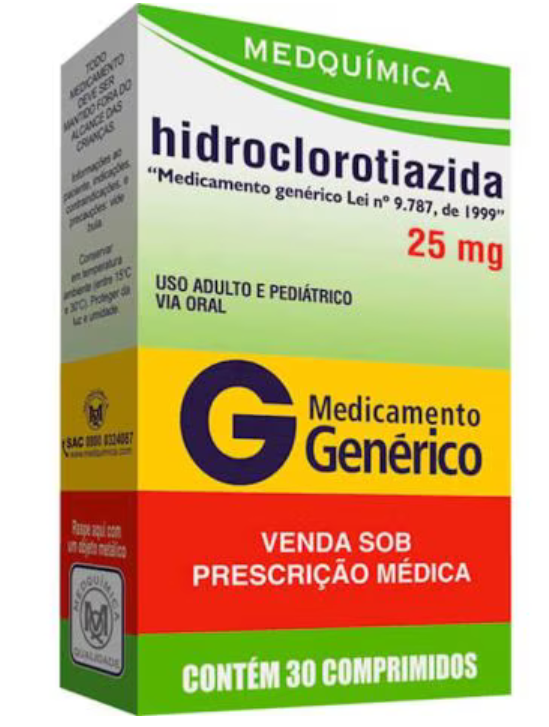 MEDQUÍMICA
hidroclorotiazida
"Medicamento genérico Lei nº 9.787, de 1999"
25 mg
USO ADULTO E PEDIÁTRICO
VIA ORAL
G
Medicamento
Genérico
VENDA SOB
PRESCRIÇÃO MÉDICA
CONTÉM 30 COMPRIMIDOS
TODO
MEDICAMENTO
DEVE SER
MANTIDO FORA DO
ALCANCE DAS
CRIANÇAS.
Informações ao
paciente, indicações,
contraindicações, e
precauções: vide
bula.
Conservar
em temperatura
ambiente (entre 15°C
e 30°C). Proteger da
luz e umidade.
SAC 0800 0324087
www.medquimica.com
Raspe aqui com
um objeto metálico
MEDQUÍMICA
QUALIDADE